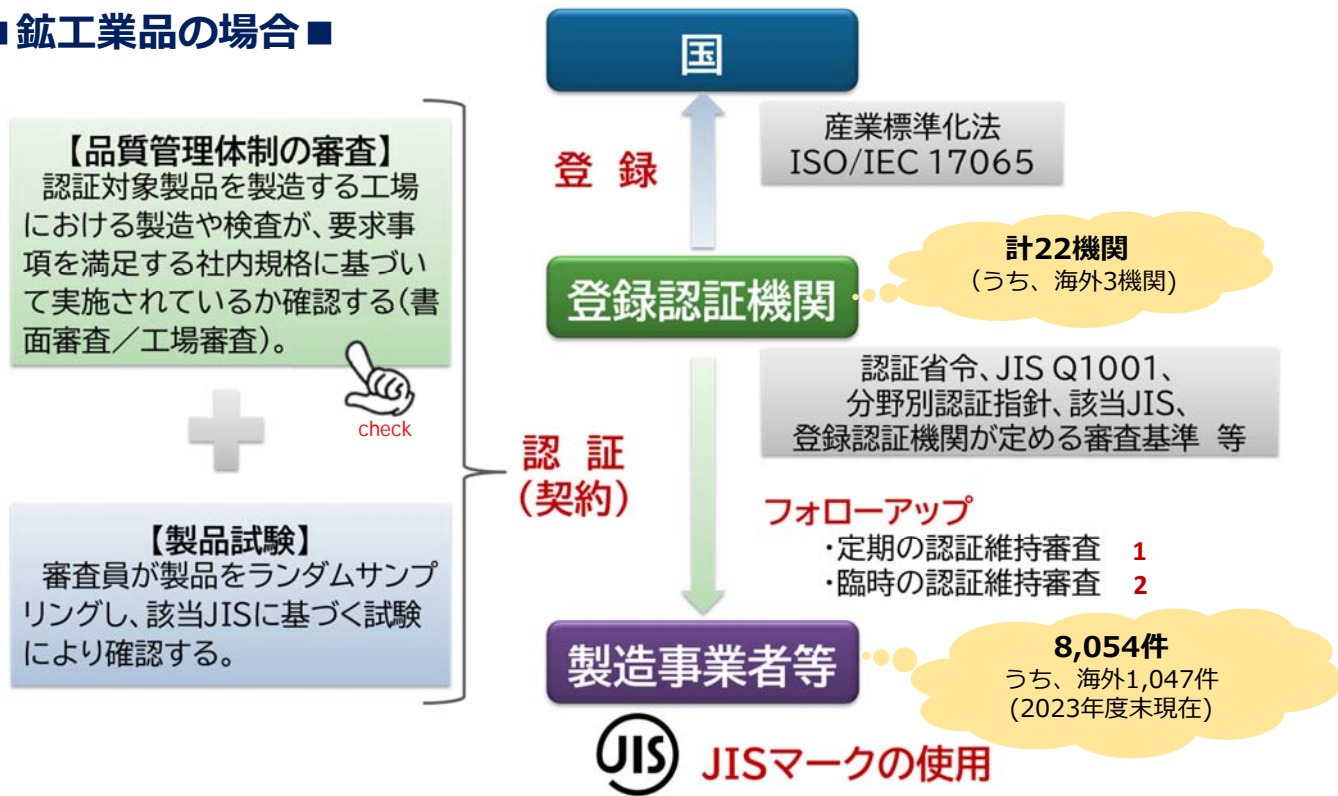 ■鉱工業品の場合■
国
登 録
産業標準化法
ISO/IEC 17065
【品質管理体制の審査】
認証対象製品を製造する工場
における製造や検査が、要求事
項を満足する社内規格に基づい
て実施されているか確認する(書
面審査／工場審査)。
check
【製品試験】
審査員が製品をランダムサンプ
リングし、該当JISに基づく試験
により確認する。
登録認証機関
計22機関
(うち、海外3機関)
認証省令、JIS Q1001、
分野別認証指針、該当JIS、
登録認証機関が定める審査基準 等
認 証
(契約)
フォローアップ
・定期の認証維持審査 1
・臨時の認証維持審査 2
製造事業者等
8,054件
うち、海外1,047件
(2023年度末現在)
JIS
JISマークの使用